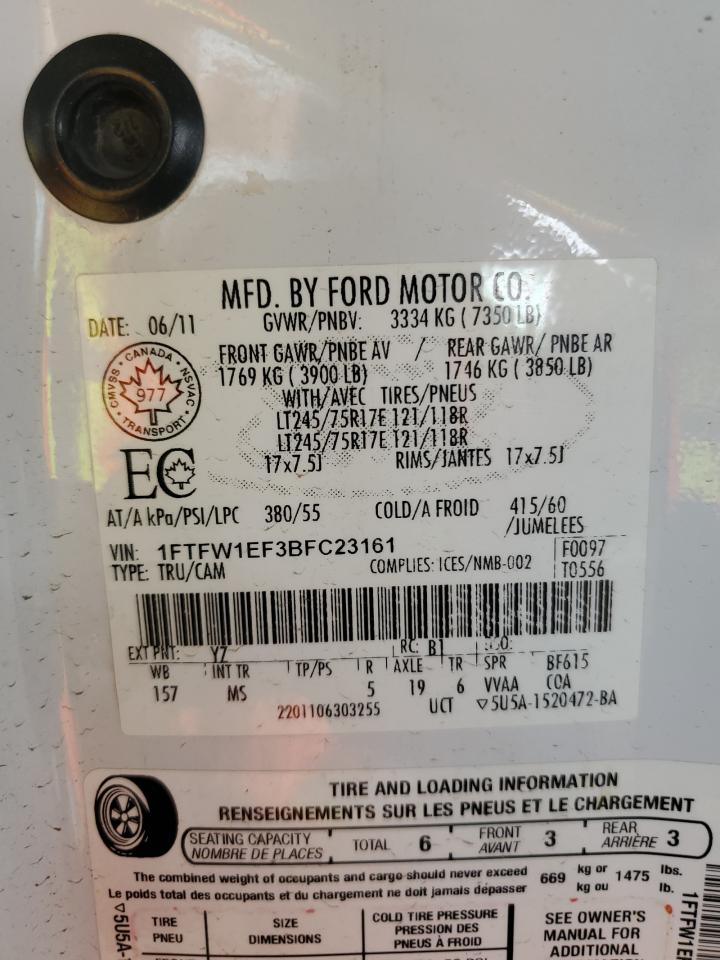 MFD. BY FORD MOTOR CO.
DATE: 06/11 GVWR/PNBV: 3334 KG ( 7350 LB)
FRONT GAWR/PNBE AV / REAR GAWR/ PNBE AR
1769 KG ( 3900 LB) 1746 KG ( 3850 LB)
WITH/AVEC TIRES/PNEUS
LT245/75R17E 121/118R
LT245/75R17E 121/118R
17x7.5J RIMS/JANTES 17x7.5J
CANADA
CMVSS NSVAC
977
TRANSPORT
EC
AT/A kPa/PSI/LPC 380/55 COLD/A FROID 415/60
/JUMELEES
VIN: 1FTFW1EF3BFC23161 F0097
TYPE: TRU/CAM COMPLIES: ICES/NMB-002 T0556
EXT PNT: YZ RC: B1
WB INT TR TP/PS R AXLE TR SPR BF615
157 MS 5 19 6 VVAA COA
2201106303255 UCT ▽5U5A-1520472-BA
TIRE AND LOADING INFORMATION
RENSEIGNEMENTS SUR LES PNEUS ET LE CHARGEMENT
SEATING CAPACITY TOTAL 6 FRONT 3 REAR 3
NOMBRE DE PLACES AVANT ARRIÈRE
The combined weight of occupants and cargo should never exceed 669 kg or 1475 lbs.
Le poids total des occupants et du chargement ne doit jamais dépasser kg ou lb.
TIRE SIZE COLD TIRE PRESSURE
PNEU DIMENSIONS PRESSION DES
PNEUS À FROID
SEE OWNER'S
MANUAL FOR
ADDITIONAL
▽5U5A-1
1FTFW1E